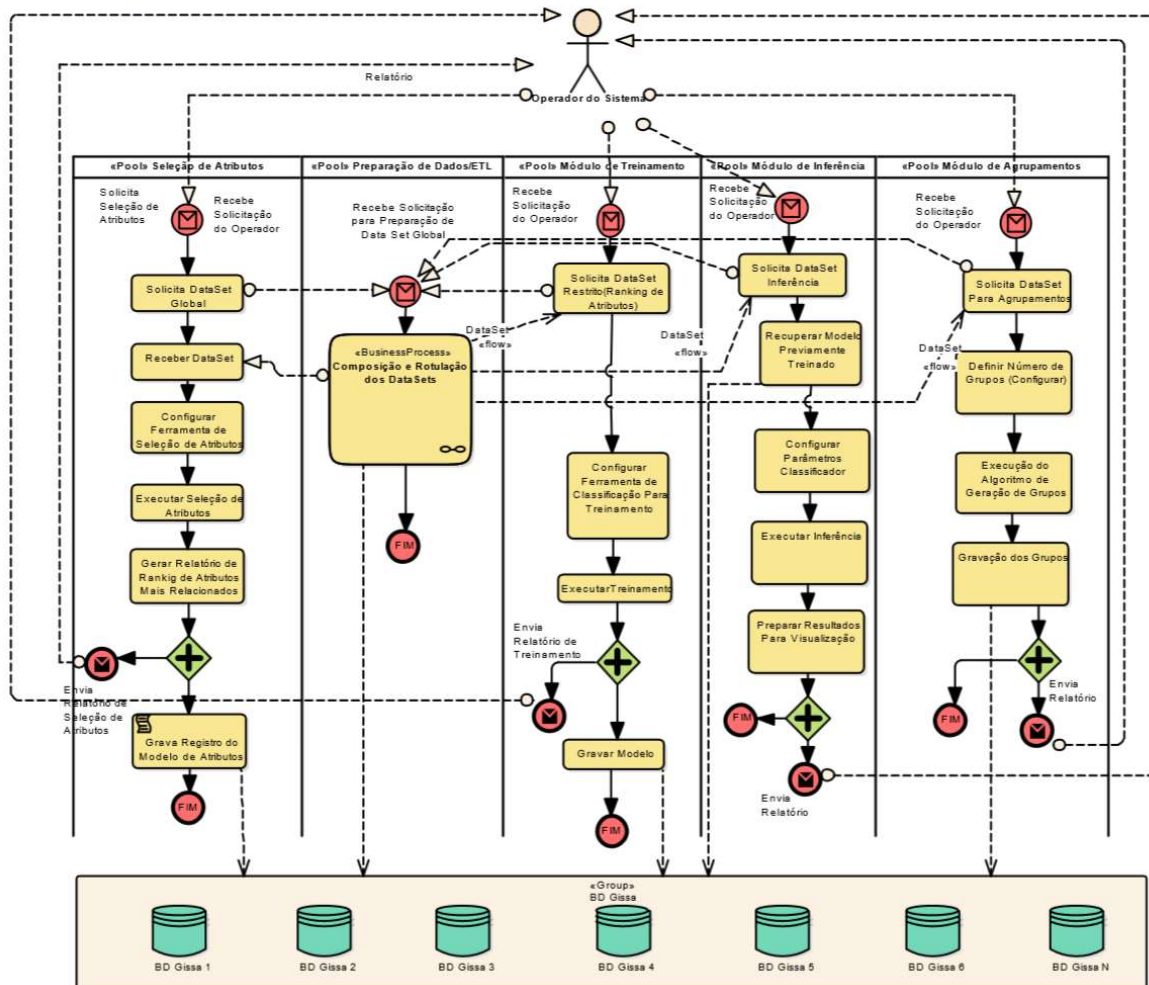 Relatório
Operador do Sistema
«Pool» Seleção de Atributos
«Pool» Preparação de Dados/ETL
«Pool» Módulo de Treinamento
«Pool» Módulo de Inferência
«Pool» Módulo de Agrupamentos
Solicita
Seleção de
Atributos
Recebe
Solicitação
do Operador
Solicita DataSet
Global
Receber DataSet
Configurar
Ferramenta de
Seleção de Atributos
Executar Seleção de
Atributos
Gerar Relatório de
Rankig de Atributos
Mais Relacionados
Envia
Relatório de
Seleção de
Atributos
Grava Registro do
Modelo de Atributos
FIM
Recebe Solicitação
para Preparação de
Data Set Global
«BusinessProcess»
Composição e Rotulação
dos DataSets
FIM
Recebe
Solicitação
do Operador
Solicita DataSet
Restrito(Ranking de
Atributos)
DataSet
«flow»
Configurar
Ferramenta de
Classificação Para
Treinamento
ExecutarTreinamento
Envia
Relatório de
Treinamento
Gravar Modelo
FIM
Recebe
Solicitação
do Operador
Solicita DataSet
Inferência
DataSet
«flow»
Recuperar Modelo
Previamente
Treinado
Configurar
Parâmetros
Classificador
Executar Inferência
Preparar Resultados
Para Visualização
FIM
Envia
Relatório
Recebe
Solicitação
do Operador
Solicita DataSet
Para Agrupamentos
DataSet
«flow»
Definir Número de
Grupos (Configurar)
Execução do
Algoritmo de
Geração de Grupos
Gravação dos Grupos
FIM
Envia
Relatório
«Group»
BD Gissa
BD Gissa 1
BD Gissa 2
BD Gissa 3
BD Gissa 4
BD Gissa 5
BD Gissa 6
BD Gissa N